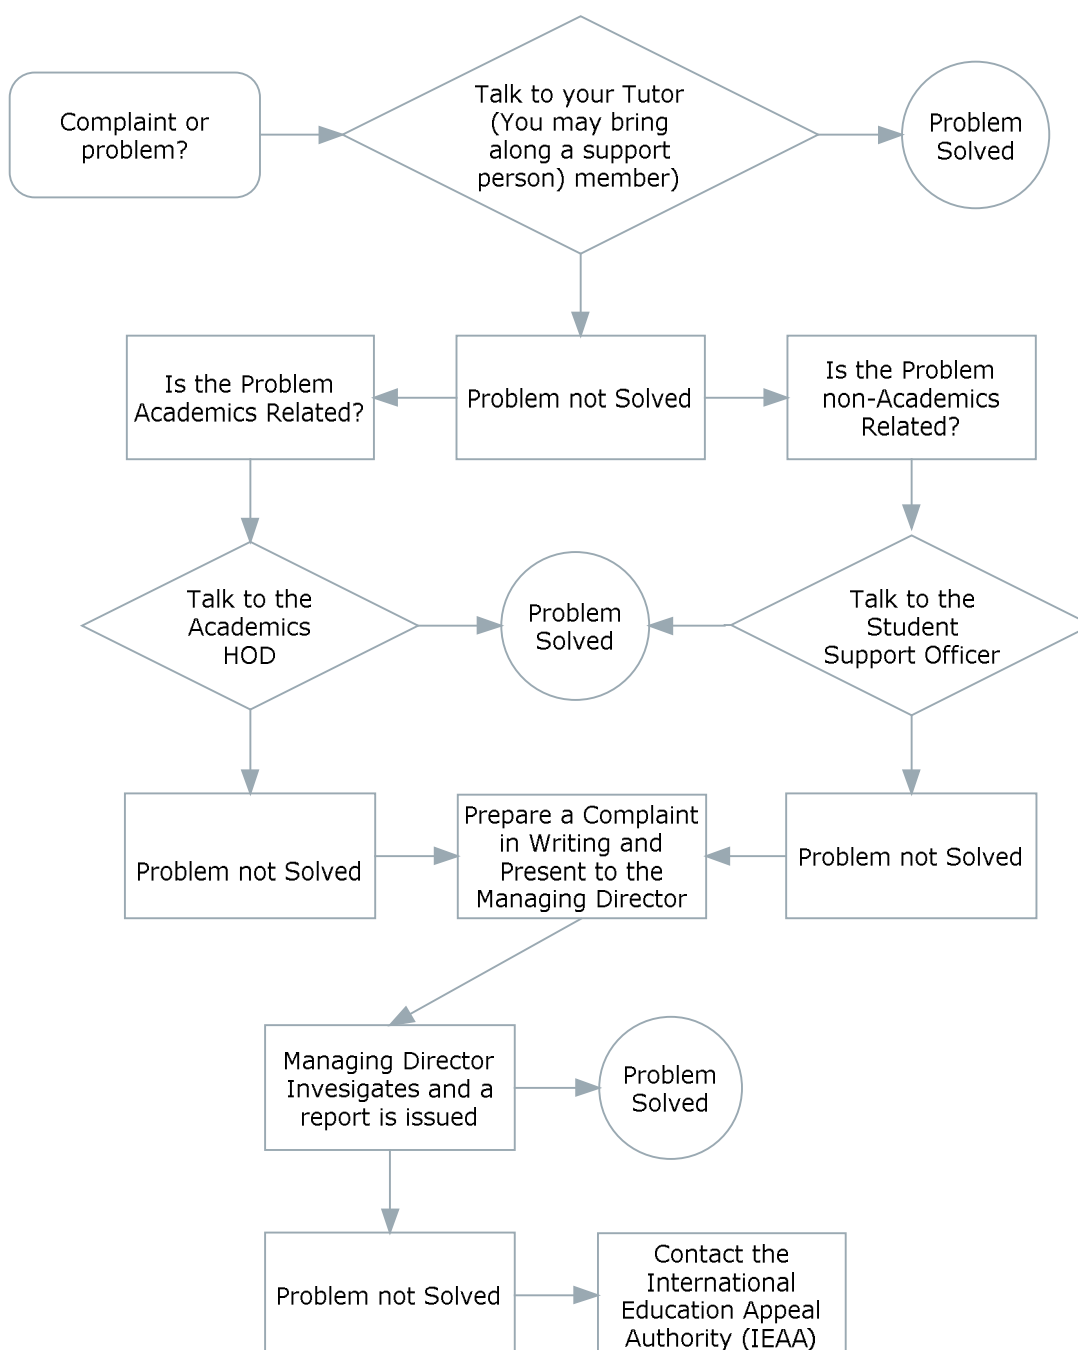 Complaint or
problem?
Talk to your Tutor
(You may bring
along a support
person) member)
Problem
Solved
Is the Problem
Academics Related?
Problem not Solved
Is the Problem
non-Academics
Related?
Talk to the
Academics
HOD
Problem
Solved
Talk to the
Student
Support Officer
Problem not Solved
Prepare a Complaint
in Writing and
Present to the
Managing Director
Problem not Solved
Managing Director
Invesigates and a
report is issued
Problem
Solved
Problem not Solved
Contact the
International
Education Appeal
Authority (IEAA)